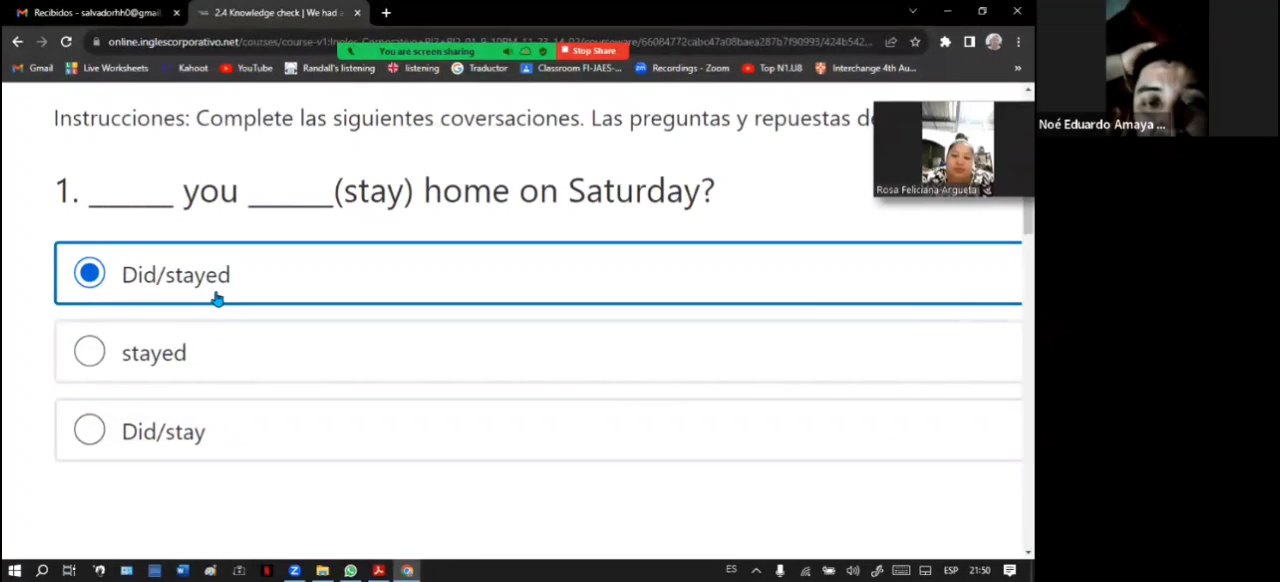 Recibidos - salvadorhh0@gmai
2.4 Knowledge check | We had a
online.inglescorporativo.net/courses/course-v1:
66084772cabc47a08baea287b7f90993/424b542...
You are screen sharing
Stop Share
Gmail
Live Worksheets
Kahoot
YouTube
Randall's listening
listening
Traductor
Classroom FI-JAES-...
Recordings - Zoom
Top N1.U8
Interchange 4th Au...
»
Instrucciones: Complete las siguientes coversaciones. Las preguntas y repuestas de
Rosa Feliciana Argueta
Noé Eduardo Amaya ...
1. ______ you ______(stay) home on Saturday?
Did/stayed
stayed
Did/stay
ES
ESP
21:50